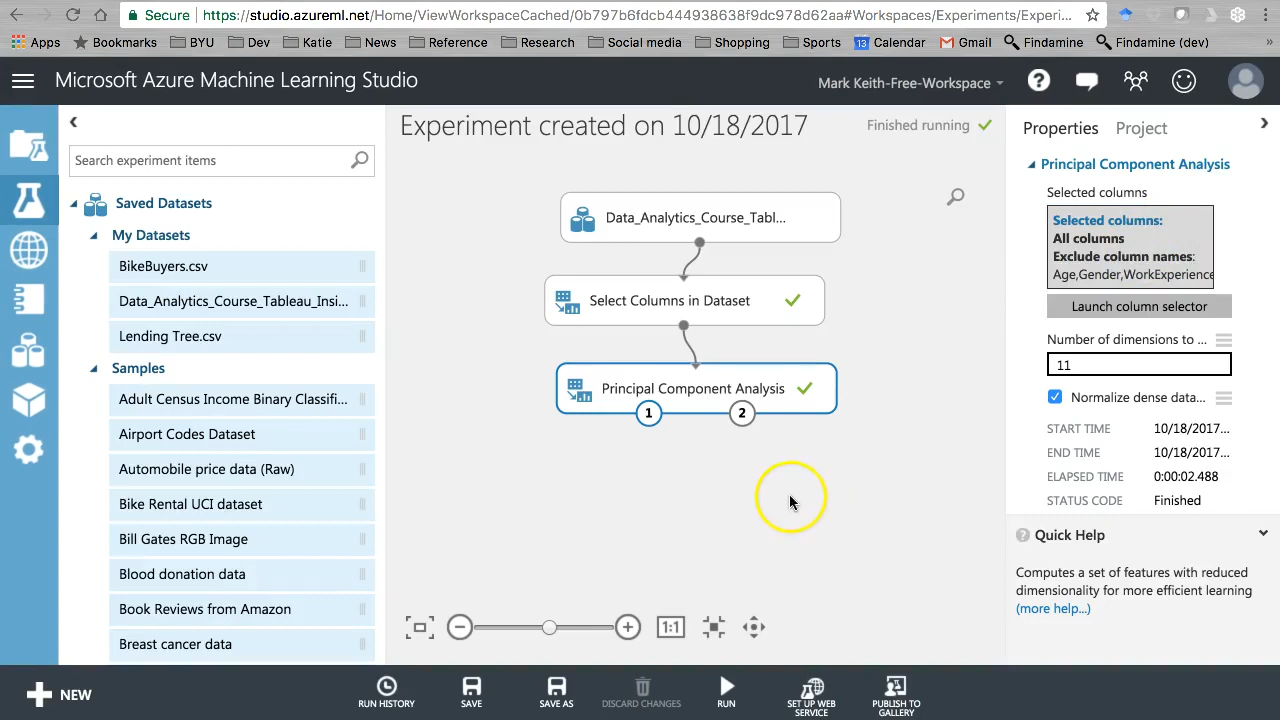 Secure
https://studio.azureml.net/Home/ViewWorkspaceCached/0b797b6fdcb444938638f9dc978d62aa#Workspaces/Experiments/Experi...
Apps
Bookmarks
BYU
Dev
Katie
News
Reference
Research
Social media
Shopping
Sports
13 Calendar
Gmail
Findamine
Findamine (dev)
»
Microsoft Azure Machine Learning Studio
Mark Keith-Free-Workspace
?
Search experiment items
Saved Datasets
My Datasets
BikeBuyers.csv
Data_Analytics_Course_Tableau_Insi...
Lending Tree.csv
Samples
Adult Census Income Binary Classifi...
Airport Codes Dataset
Automobile price data (Raw)
Bike Rental UCI dataset
Bill Gates RGB Image
Blood donation data
Book Reviews from Amazon
Breast cancer data
Experiment created on 10/18/2017
Finished running
Data_Analytics_Course_Tabl...
Select Columns in Dataset
Principal Component Analysis
1
2
1:1
Properties
Project
Principal Component Analysis
Selected columns
Selected columns:
All columns
Exclude column names:
Age,Gender,WorkExperience
Launch column selector
Number of dimensions to ...
11
Normalize dense data...
START TIME 10/18/2017...
END TIME 10/18/2017...
ELAPSED TIME 0:00:02.488
STATUS CODE Finished
? Quick Help
Computes a set of features with reduced
dimensionality for more efficient learning
(more help...)
NEW
RUN HISTORY
SAVE
SAVE AS
DISCARD CHANGES
RUN
SET UP WEB
SERVICE
PUBLISH TO
GALLERY